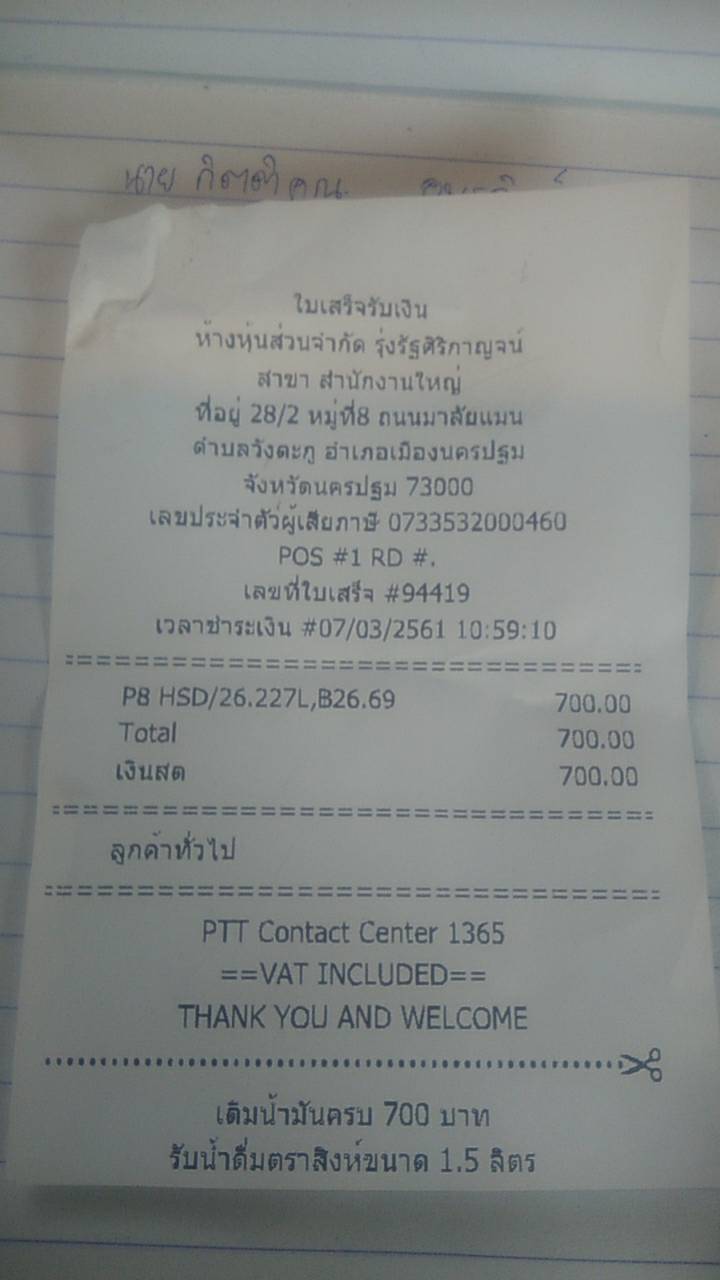 นาย กิตติคุณ
ใบเสร็จรับเงิน
ห้างหุ้นส่วนจำกัด รุ่งรัฐศิริกาญจน์
สาขา สำนักงานใหญ่
ที่อยู่ 28/2 หมู่ที่8 ถนนมาลัยแมน
ตำบลวังตะกู อำเภอเมืองนครปฐม
จังหวัดนครปฐม 73000
เลขประจำตัวผู้เสียภาษี 0733532000460
POS #1 RD #.
เลขที่ใบเสร็จ #94419
เวลาชำระเงิน #07/03/2561 10:59:10
================================
P8 HSD/26.227L,B26.69 700.00
Total 700.00
เงินสด 700.00
==================================
ลูกค้าทั่วไป
==================================
PTT Contact Center 1365
==VAT INCLUDED==
THANK YOU AND WELCOME
เติมน้ำมันครบ 700 บาท
รับน้ำดื่มตราสิงห์ขนาด 1.5 ลิตร